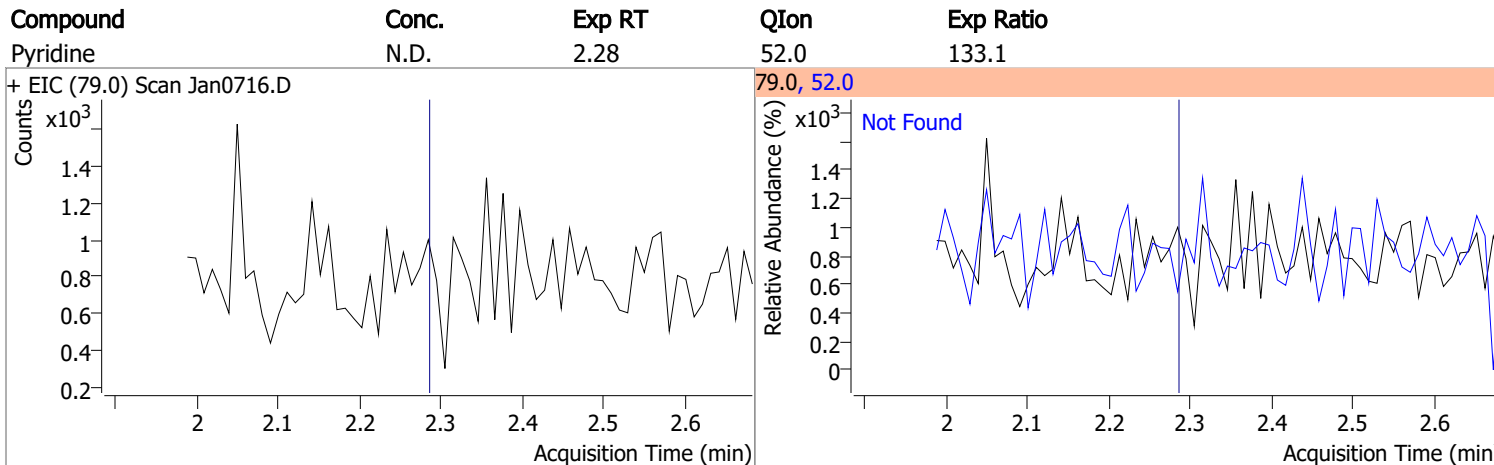 Compound Conc. Exp RT QIon Exp Ratio
Pyridine N.D. 2.28 52.0 133.1
+ EIC (79.0) Scan Jan0716.D
Counts
x10³
1.4
1.2
1
0.8
0.6
0.4
0.2
2 2.1 2.2 2.3 2.4 2.5 2.6
Acquisition Time (min)
79.0, 52.0
Relative Abundance (%)
x10³
Not Found
1.4
1.2
1
0.8
0.6
0.4
0.2
0
2 2.1 2.2 2.3 2.4 2.5 2.6
Acquisition Time (min